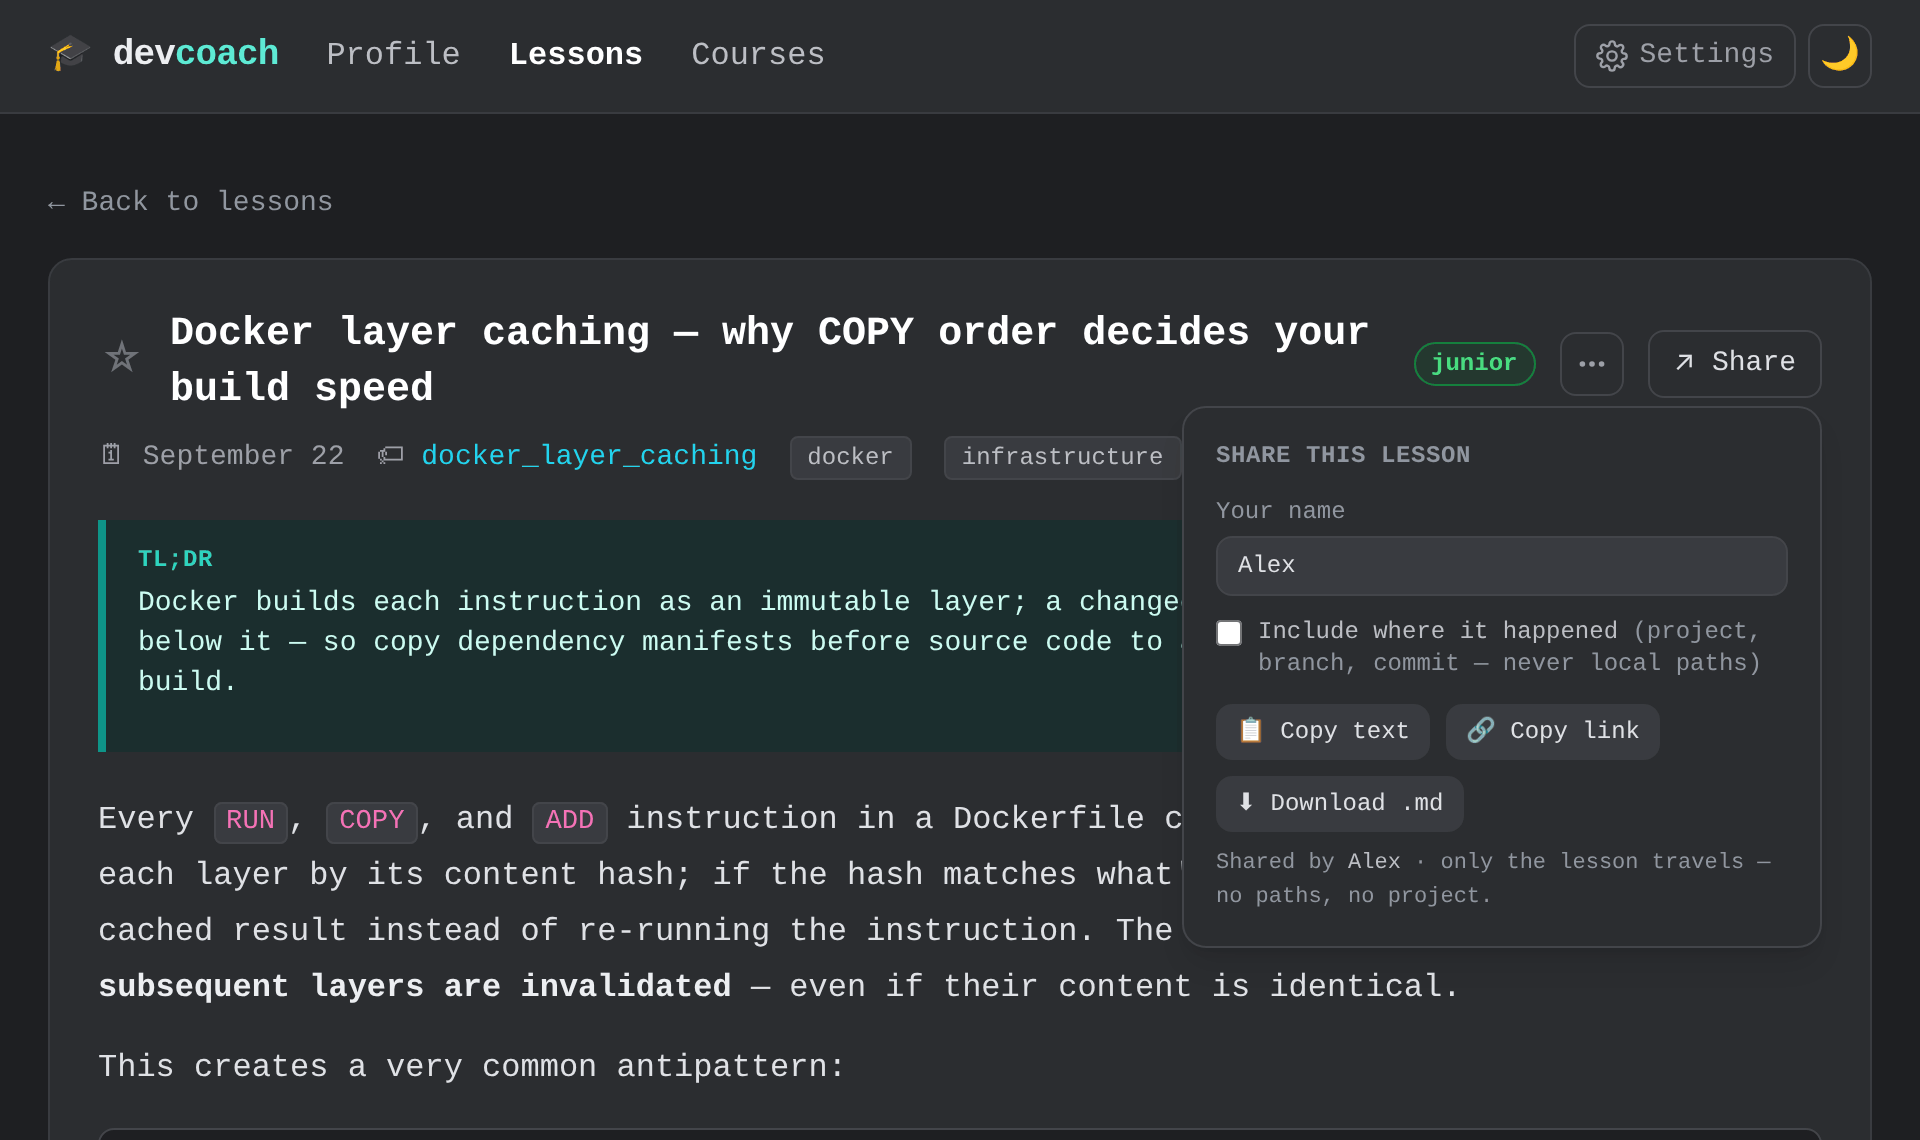 devcoach Profile Lessons Courses Settings
← Back to lessons
Docker layer caching — why COPY order decides your
build speed
junior
••• 
Share
September 22 docker_layer_caching docker infrastructure
SHARE THIS LESSON
Your name
Alex
Include where it happened (project,
branch, commit — never local paths)
Copy text Copy link
Download .md
Shared by Alex · only the lesson travels —
no paths, no project.
TL;DR
Docker builds each instruction as an immutable layer; a change
below it — so copy dependency manifests before source code to
build.
Every RUN, COPY, and ADD instruction in a Dockerfile
each layer by its content hash; if the hash matches
cached result instead of re-running the instruction. The
subsequent layers are invalidated — even if their content is identical.
This creates a very common antipattern: